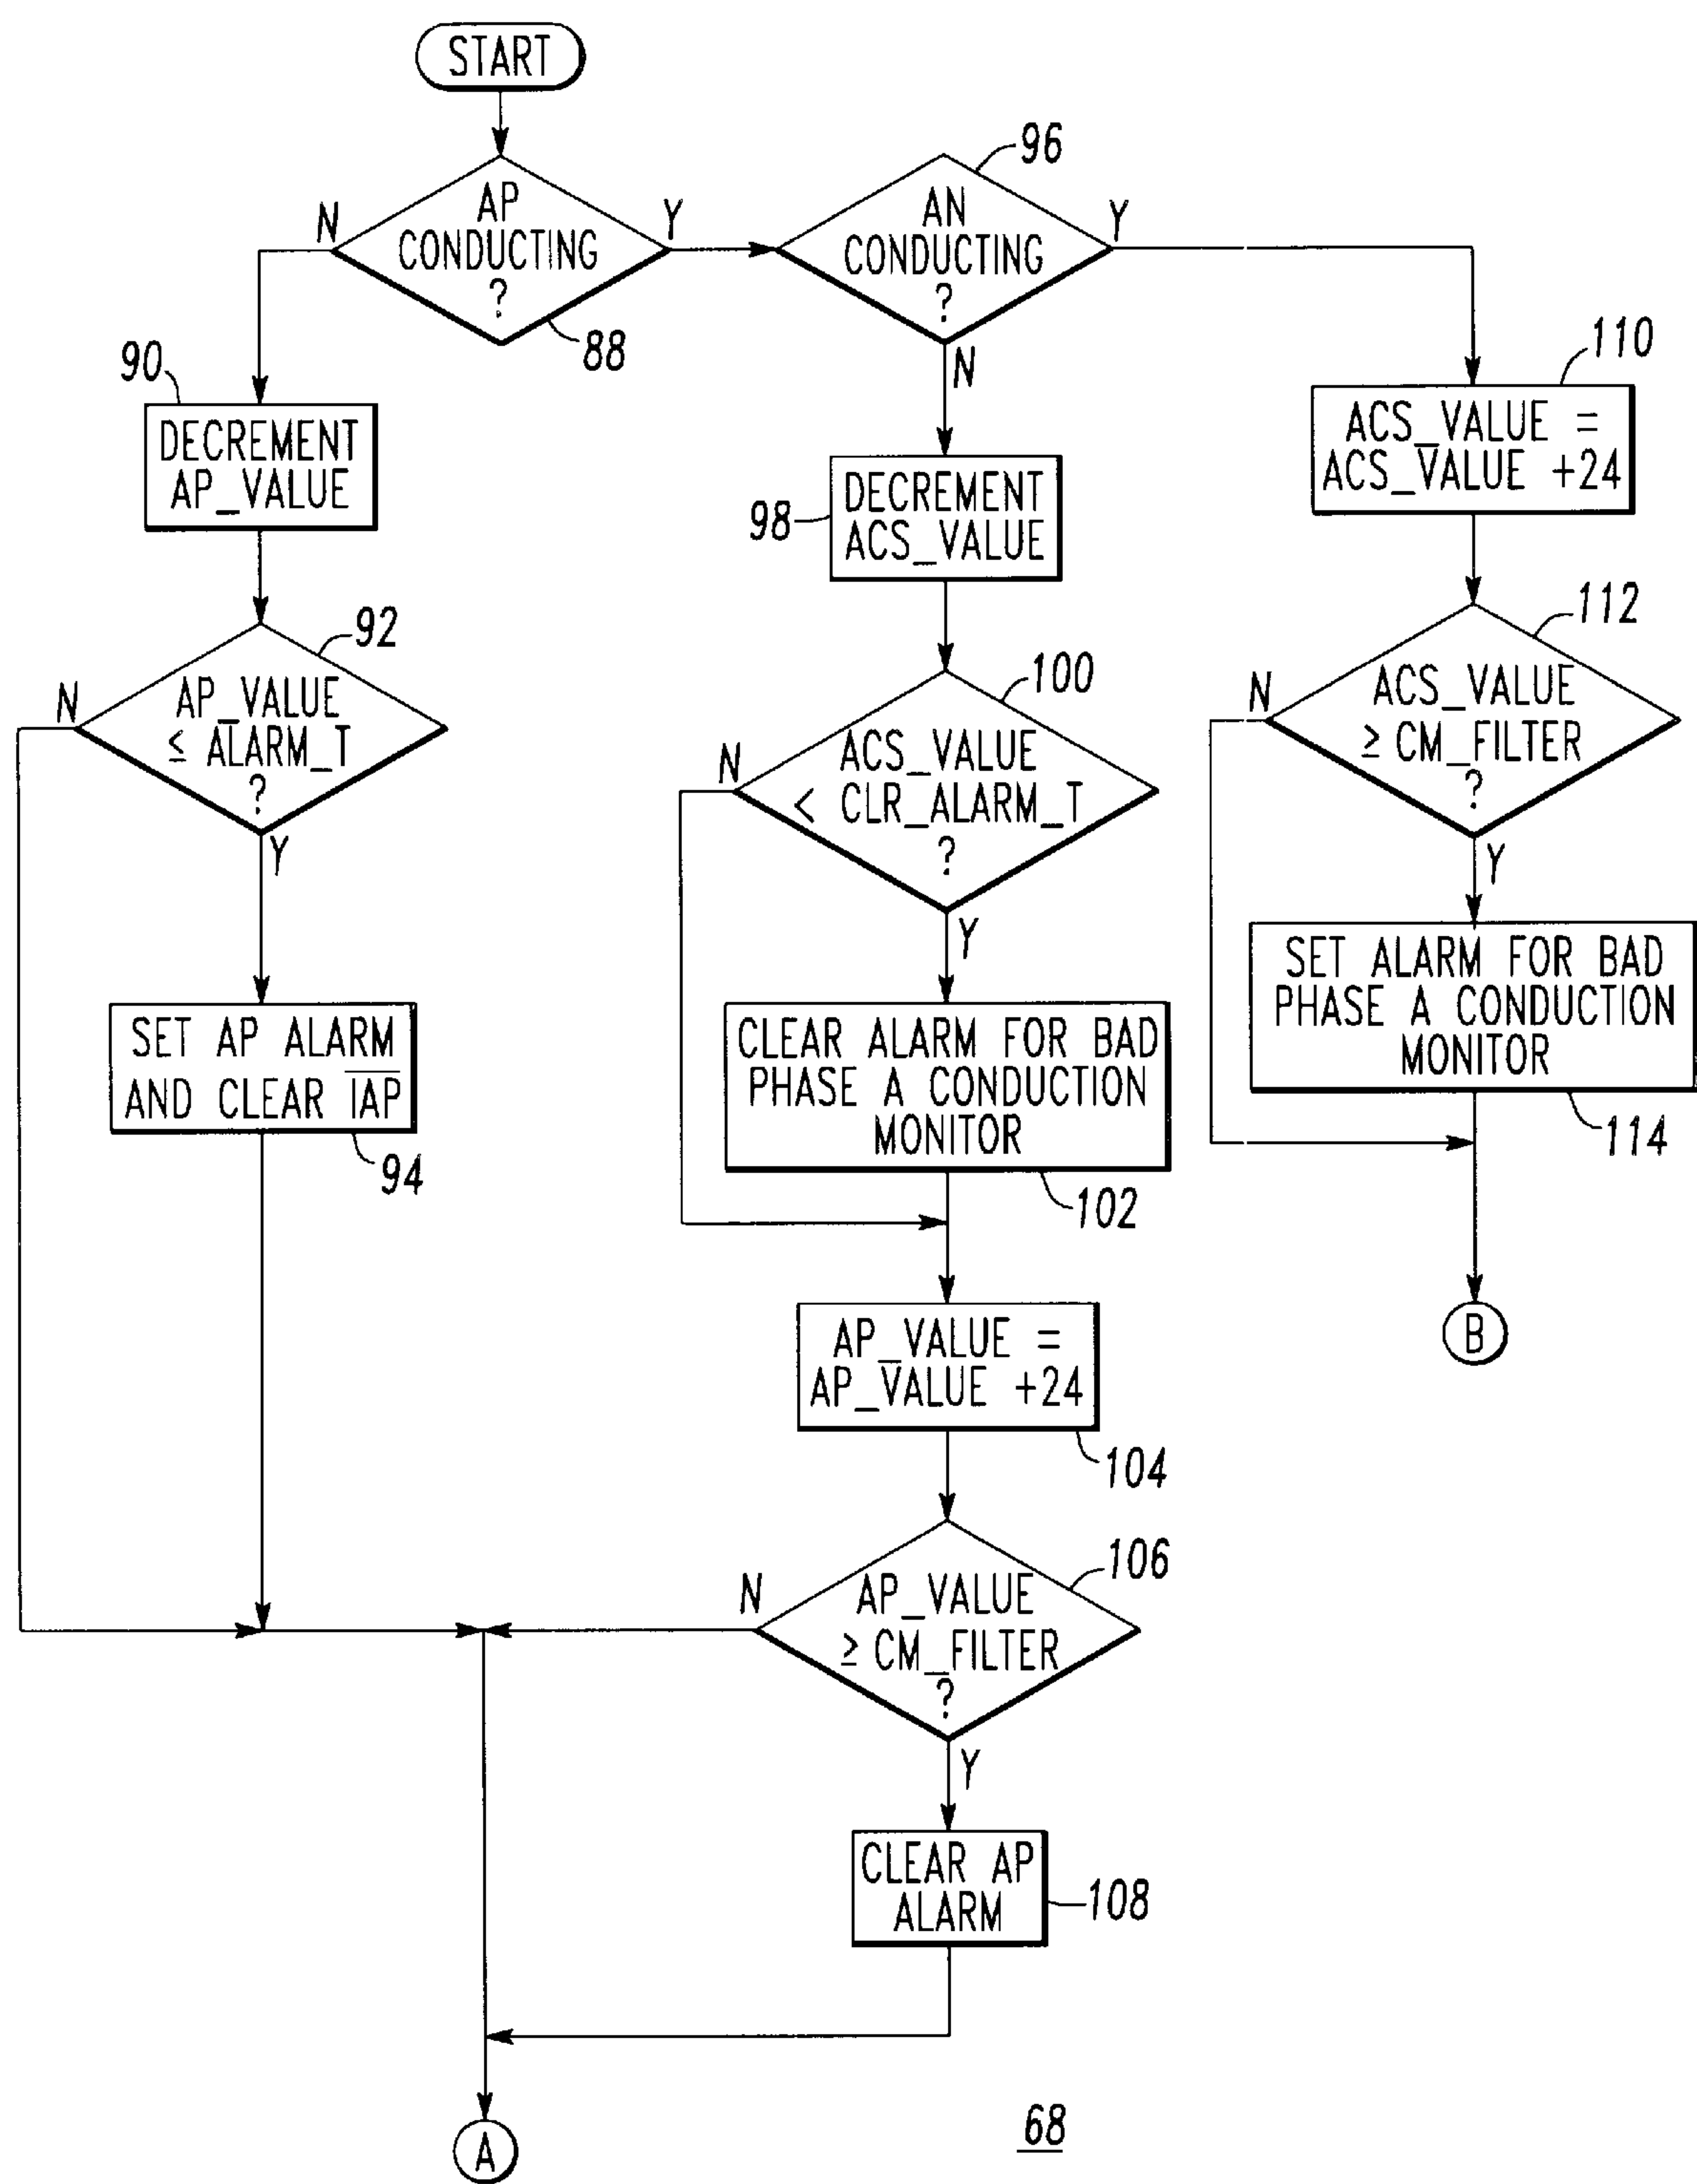 START
96
AP
CONDUCTING
?
N
Y
88
AN
CONDUCTING
?
Y
N
90
DECREMENT
AP_VALUE
92
AP_VALUE
≤ ALARM_T
?
N
Y
SET AP ALARM
AND CLEAR I̅A̅P̅
94
98
DECREMENT
ACS_VALUE
100
ACS_VALUE
< CLR_ALARM_T
?
N
Y
CLEAR ALARM FOR BAD
PHASE A CONDUCTION
MONITOR
102
AP_VALUE =
AP_VALUE +24
104
106
AP_VALUE
≥ CM_FILTER
?
N
Y
CLEAR AP
ALARM
108
A
110
ACS_VALUE =
ACS_VALUE +24
112
ACS_VALUE
≥ CM_FILTER
?
N
Y
SET ALARM FOR BAD
PHASE A CONDUCTION
MONITOR
114
B
68